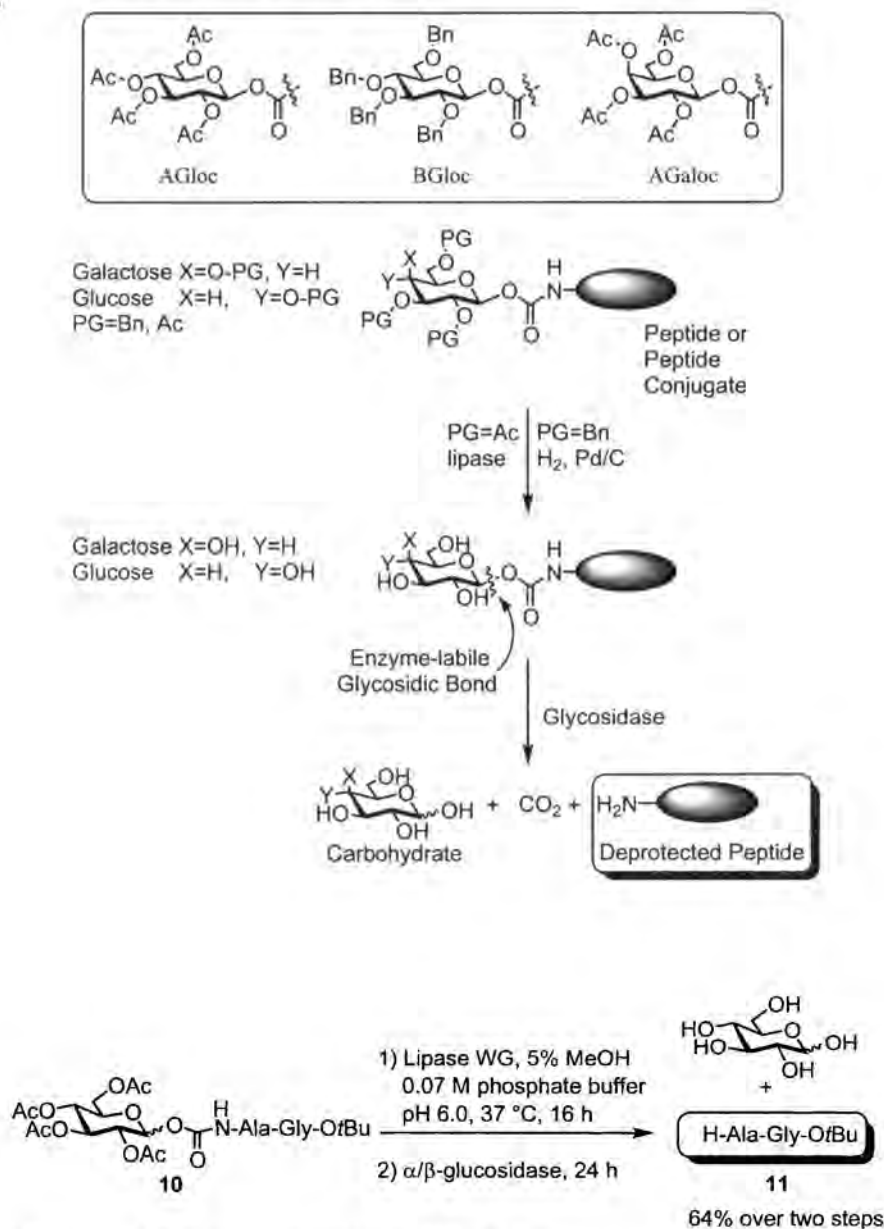 Ac Ac Bn Ac Ac
O O O O O
Ac O O O Bn O O O O O O
Ac O O O Bn O O O Ac O O O
Ac Bn Ac
AGloc BGloc AGaloc
PG
Galactose X=O-PG, Y=H
Glucose X=H, Y=O-PG
PG=Bn, Ac
X O
Y O O H N
O O O
PG PG
Peptide or
Peptide
Conjugate
PG=Ac PG=Bn
lipase H2, Pd/C
Galactose X=OH, Y=H
Glucose X=H, Y=OH
X OH
Y O O H N
HO OH O
Enzyme-labile
Glycosidic Bond
Glycosidase
X OH
Y O
HO OH OH + CO2 + H2N
Carbohydrate Deprotected Peptide
OAc
AcO O O H N-Ala-Gly-OtBu
AcO OAc O
10
1) Lipase WG, 5% MeOH
0.07 M phosphate buffer
pH 6.0, 37 °C, 16 h
2) α/β-glucosidase, 24 h
OH
HO O
HO OH OH
+
H-Ala-Gly-OtBu
11
64% over two steps